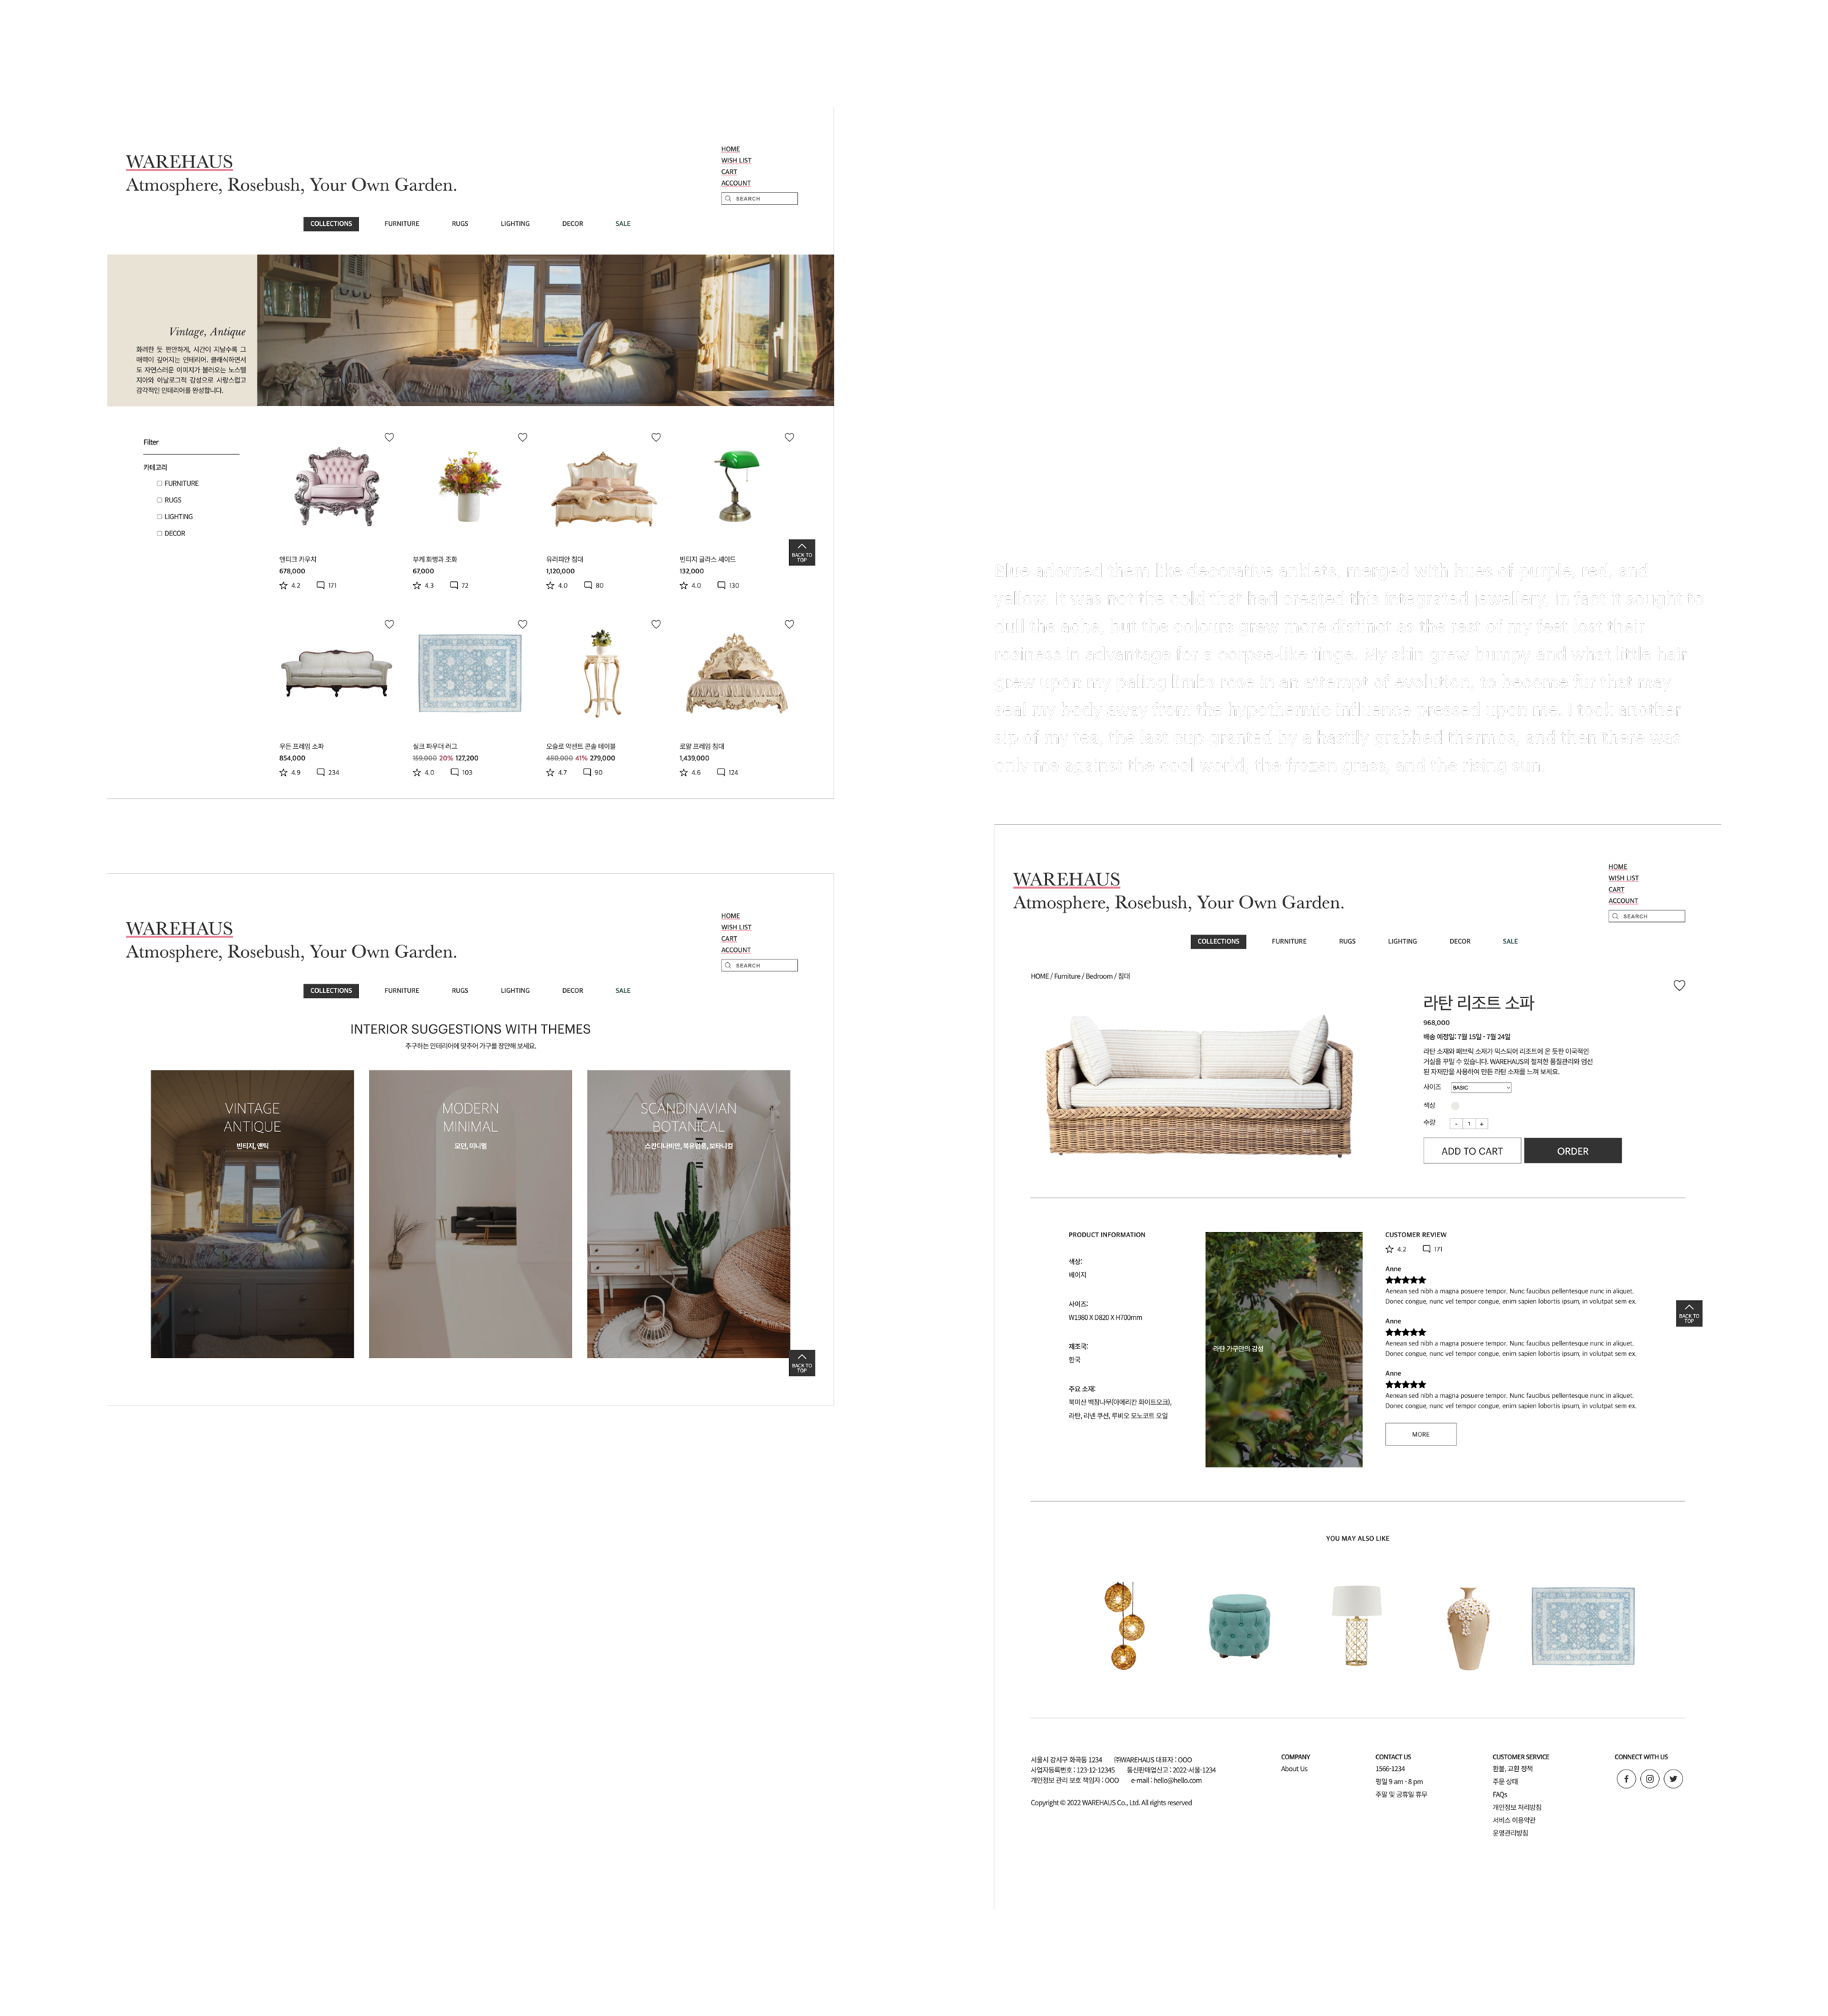 WAREHAUS
Atmosphere, Rosebush, Your Own Garden.
HOME
WISH LIST
CART
ACCOUNT
SEARCH
COLLECTIONS FURNITURE RUGS LIGHTING DECOR SALE
Vintage, Antique
화려한 듯 편안하게, 시간이 지날수록 그
매력이 깊어지는 인테리어. 클래식하면서
도 자연스러운 이미지가 불러오는 노스텔
지아와 아날로그적 감성으로 사랑스럽고
감각적인 인테리어를 완성합니다.
Filter
카테고리
FURNITURE
RUGS
LIGHTING
DECOR
앤티크 카우치 부케 화병과 조화 유러피안 침대 빈티지 글라스 셰이드
678,000 67,000 1,120,000 132,000
4.2 171 4.3 72 4.0 80 4.0 130
BACK TO
TOP
우든 프레임 소파 실크 파우더 러그 오슬로 악센트 콘솔 테이블 로얄 프레임 침대
854,000 159,000 20% 127,200 480,000 41% 279,000 1,439,000
4.9 234 4.0 103 4.7 90 4.6 124
WAREHAUS
Atmosphere, Rosebush, Your Own Garden.
HOME
WISH LIST
CART
ACCOUNT
SEARCH
COLLECTIONS FURNITURE RUGS LIGHTING DECOR SALE
INTERIOR SUGGESTIONS WITH THEMES
추구하는 인테리어에 맞추어 가구를 장만해 보세요.
VINTAGE
ANTIQUE
빈티지, 앤틱
MODERN
MINIMAL
모던, 미니멀
SCANDINAVIAN
BOTANICAL
스칸디나비안, 북유럽풍, 보타니컬
BACK TO
TOP
Blue adorned them like decorative anklets, merged with hues of purple, red, and
yellow. It was not the cold that had created this integrated jewellery, in fact it sought to
dull the ache, but the colours grew more distinct as the rest of my feet lost their
rosiness in advantage for a corpse-like tinge. My skin grew bumpy and what little hair
grew upon my paling limbs rose in an attempt of evolution, to become fur that may
seal my body away from the hypothermic influence pressed upon me. I took another
sip of my tea, the last cup granted by a hastily grabbed thermos, and then there was
only me against the cool world, the frozen grass, and the rising sun.
WAREHAUS
Atmosphere, Rosebush, Your Own Garden.
HOME
WISH LIST
CART
ACCOUNT
SEARCH
COLLECTIONS FURNITURE RUGS LIGHTING DECOR SALE
HOME / Furniture / Bedroom / 침대
라탄 리조트 소파
968,000
배송 예정일: 7월 15일 - 7월 24일
라탄 소재와 패브릭 소재가 믹스되어 리조트에 온 듯한 이국적인
거실을 꾸밀 수 있습니다. WAREHAUS의 철저한 품질관리와 엄선
된 자재만을 사용하여 만든 라탄 소재를 느껴 보세요.
사이즈 BASIC
색상
수량 - 1 +
ADD TO CART ORDER
PRODUCT INFORMATION
색상:
베이지
사이즈:
W1980 X D820 X H700mm
제조국:
한국
주요 소재:
북미산 백참나무(아메리칸 화이트오크),
라탄, 리넨 쿠션, 루비오 모노코트 오일
라탄 가구만의 감성
CUSTOMER REVIEW
4.2 171
Anne
Aenean sed nibh a magna posuere tempor. Nunc faucibus pellentesque nunc in aliquet.
Donec congue, nunc vel tempor congue, enim sapien lobortis ipsum, in volutpat sem ex.
Anne
Aenean sed nibh a magna posuere tempor. Nunc faucibus pellentesque nunc in aliquet.
Donec congue, nunc vel tempor congue, enim sapien lobortis ipsum, in volutpat sem ex.
Anne
Aenean sed nibh a magna posuere tempor. Nunc faucibus pellentesque nunc in aliquet.
Donec congue, nunc vel tempor congue, enim sapien lobortis ipsum, in volutpat sem ex.
MORE
BACK TO
TOP
YOU MAY ALSO LIKE
서울시 강서구 화곡동 1234 ㈜WAREHAUS 대표자 : OOO
사업자등록번호 : 123-12-12345 통신판매업신고 : 2022-서울-1234
개인정보 관리 보호 책임자 : OOO e-mail : hello@hello.com
Copyright © 2022 WAREHAUS Co., Ltd. All rights reserved
COMPANY
About Us
CONTACT US
1566-1234
평일 9 am - 8 pm
주말 및 공휴일 휴무
CUSTOMER SERVICE
환불, 교환 정책
주문 상태
FAQs
개인정보 처리방침
서비스 이용약관
운영관리방침
CONNECT WITH US